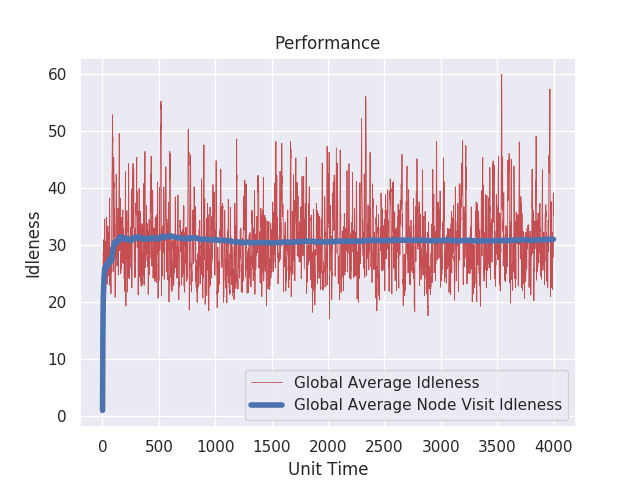 Performance
60
50
40
30
20
10
0
Idleness
0 500 1000 1500 2000 2500 3000 3500 4000
Unit Time
Global Average Idleness
Global Average Node Visit Idleness